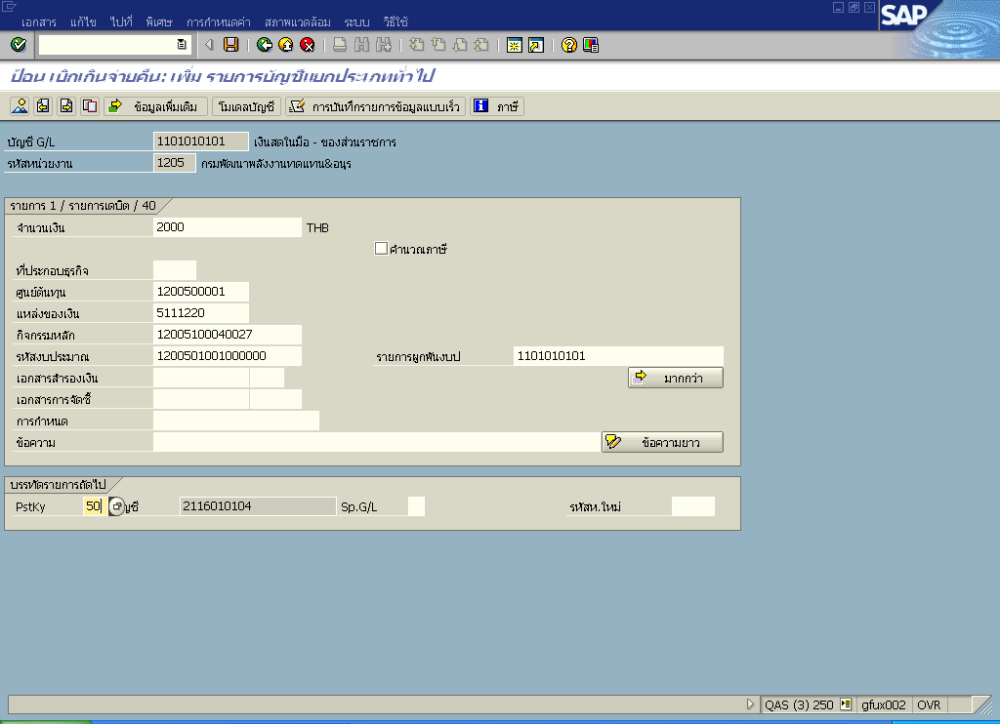 เอกสาร แก้ไข ไปที่ พิเศษ การกำหนดค่า สภาพแวดล้อม ระบบ วิธีใช้
SAP
ป้อน เบิกเกินจ่ายคืน: เพิ่ม รายการบัญชีแยกประเภททั่วไป
ข้อมูลเพิ่มเติม โมเดลบัญชี การบันทึกรายการข้อมูลแบบเร็ว ภาษี
บัญชี G/L 1101010101 เงินสดในมือ - ของส่วนราชการ
รหัสหน่วยงาน 1205 กรมพัฒนาพลังงานทดแทน&อนุร
รายการ 1 / รายการเดบิต / 40
จำนวนเงิน 2000 THB
คำนวณภาษี
ที่ประกอบธุรกิจ
ศูนย์ต้นทุน 1200500001
แหล่งของเงิน 5111220
กิจกรรมหลัก 12005100040027
รหัสงบประมาณ 1200501001000000 รายการผูกพันงบป 1101010101
เอกสารสำรองเงิน มากกว่า
เอกสารการจัดซื้
การกำหนด
ข้อความ ข้อความยาว
บรรทัดรายการถัดไป
PstKy 50 ญชี 2116010104 Sp.G/L รหัสห.ใหม่
QAS (3) 250 gfux002 OVR